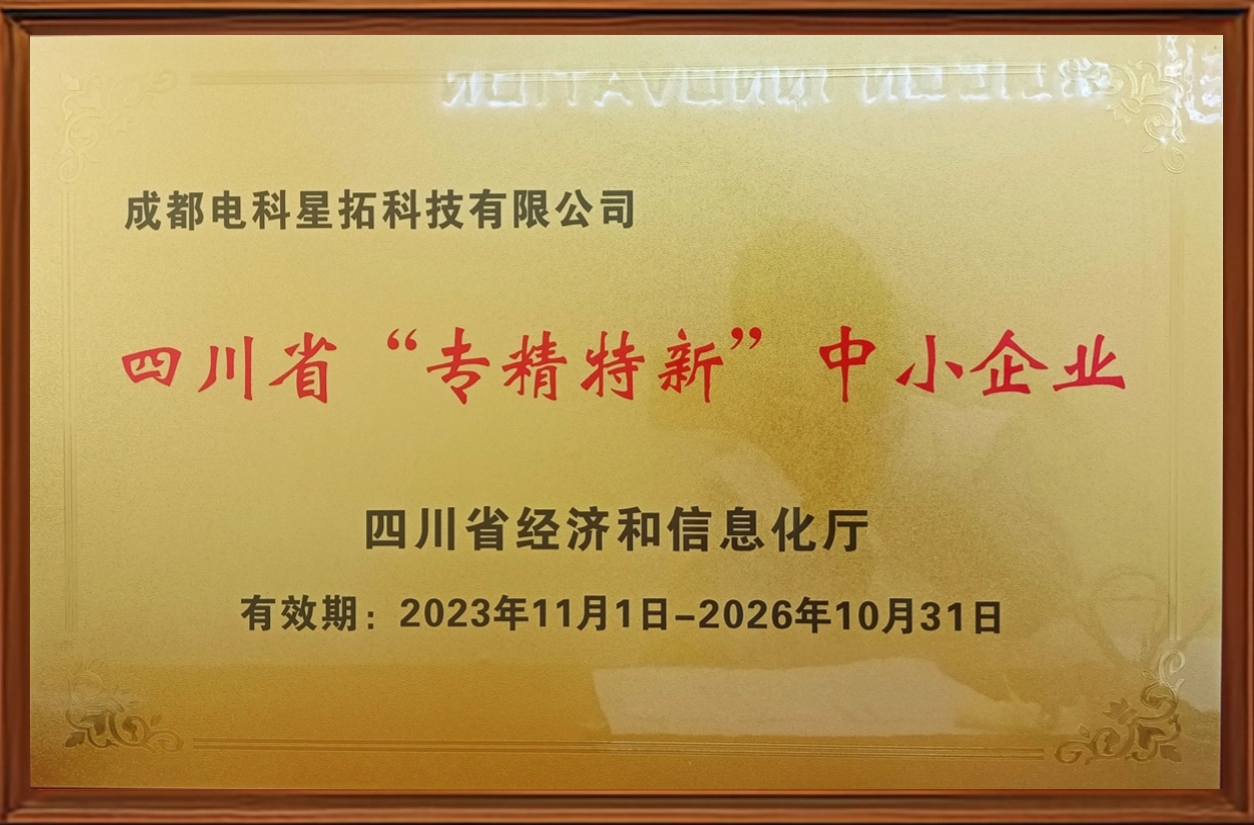 成都电科星拓科技有限公司
四川省“专精特新”中小企业
四川省经济和信息化厅
有效期：2023年11月1日-2026年10月31日